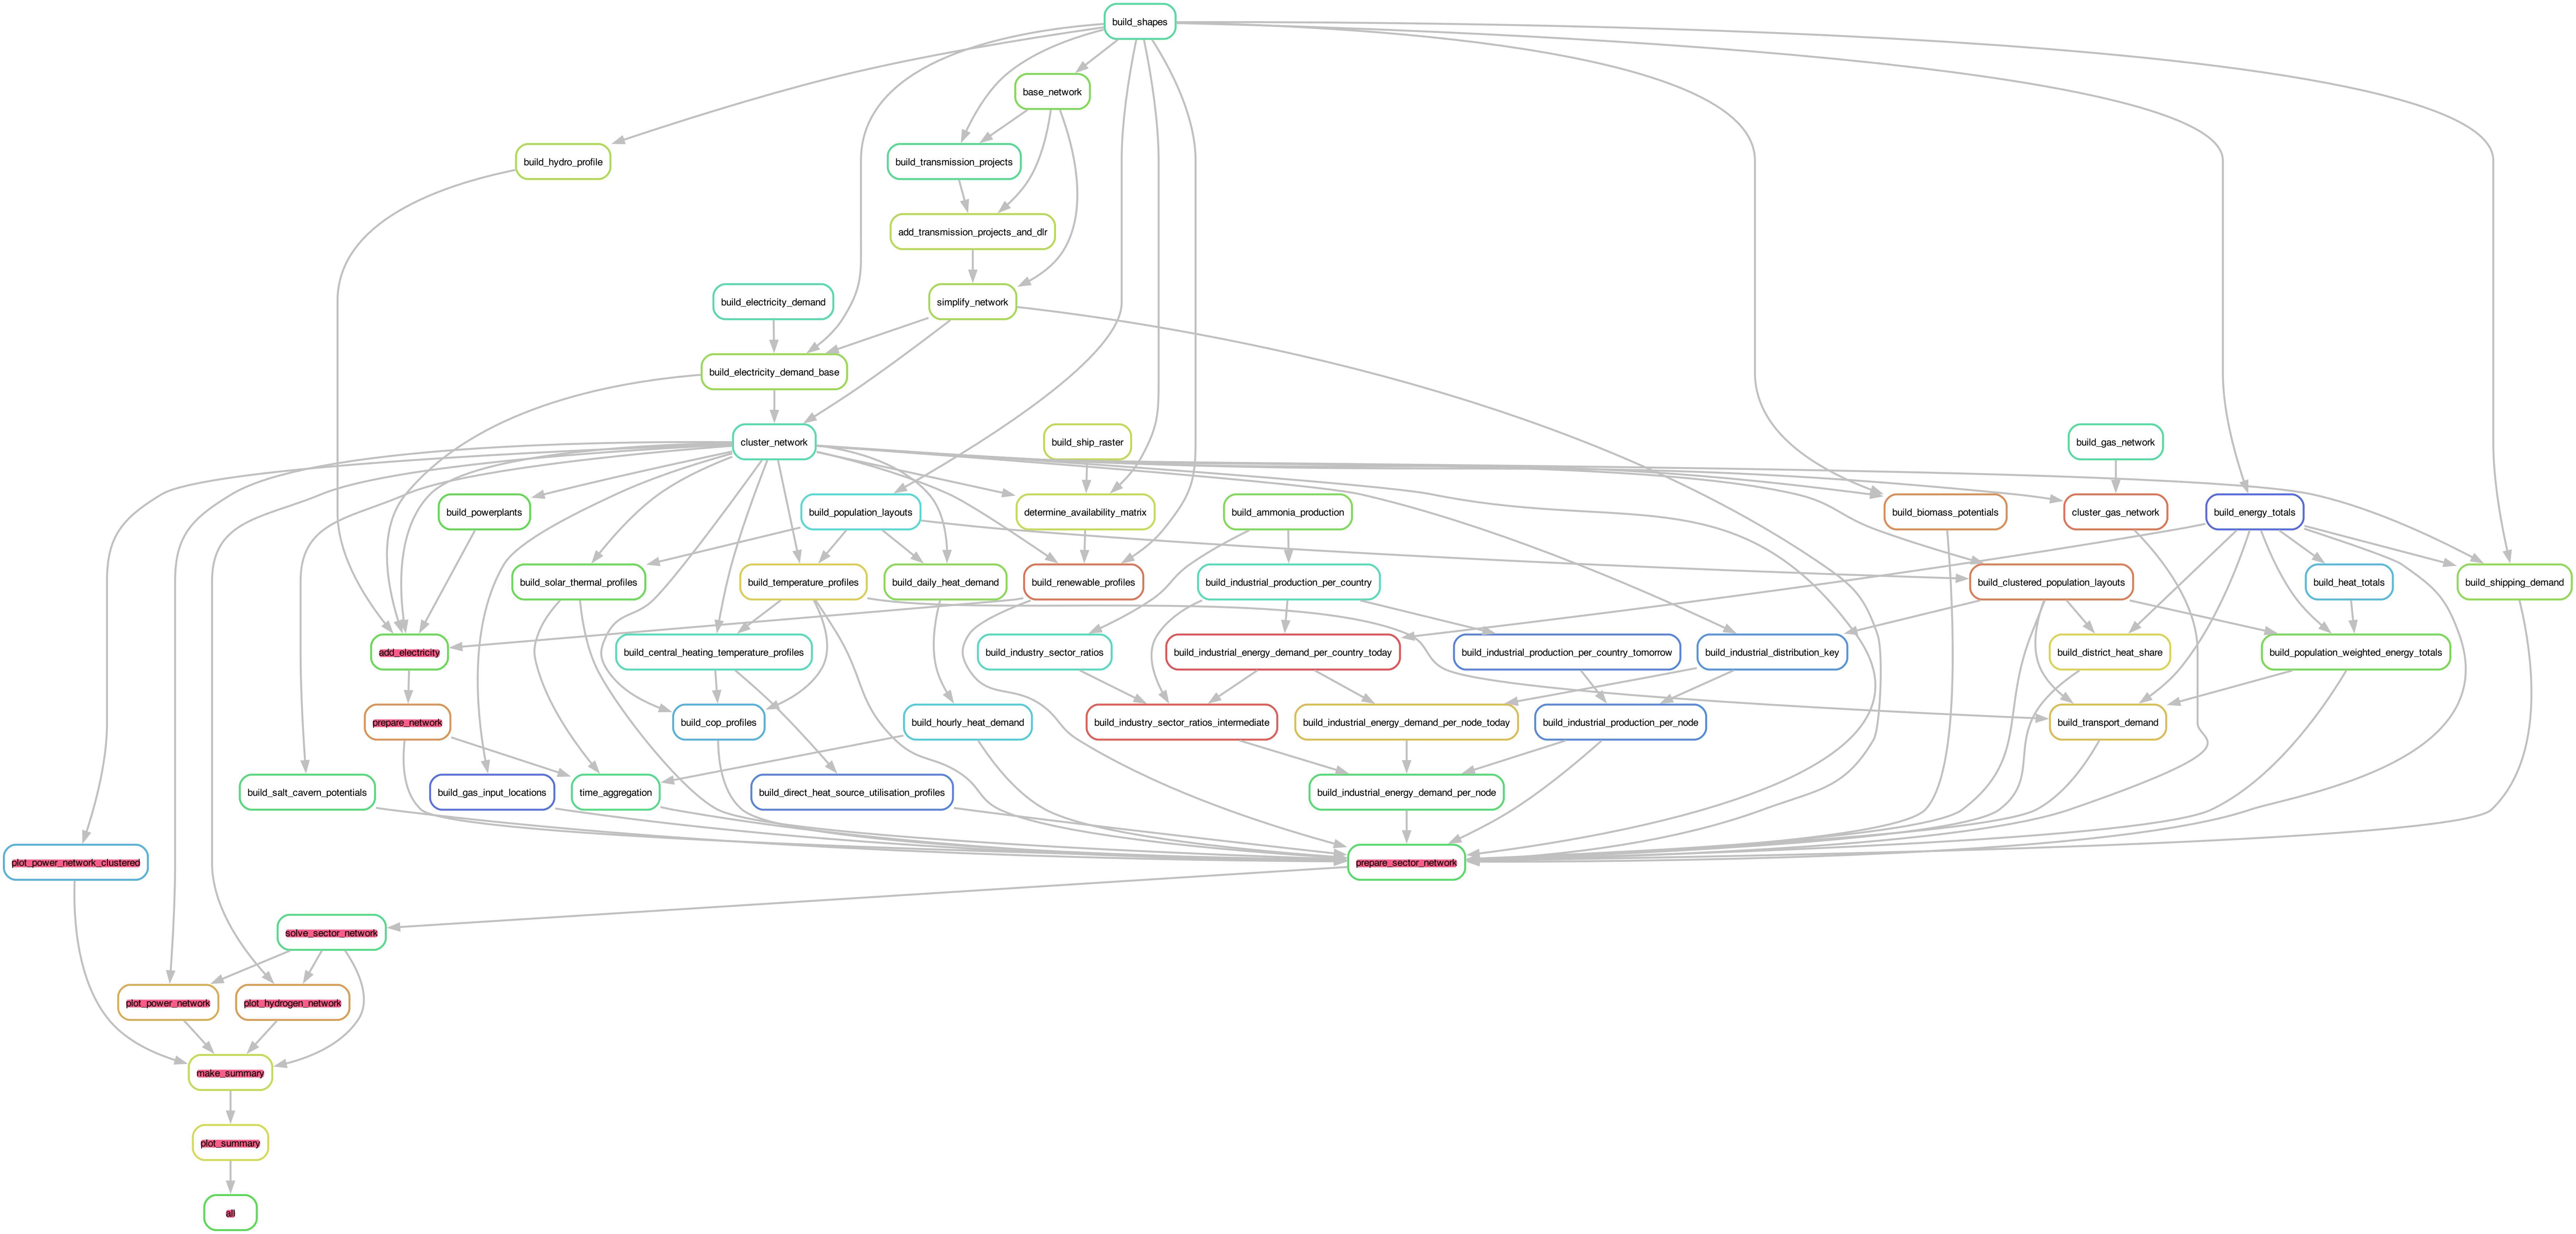 build_shapes
base_network
build_hydro_profile
build_transmission_projects
add_transmission_projects_and_dlr
build_electricity_demand
simplify_network
build_electricity_demand_base
cluster_network
build_ship_raster
build_gas_network
build_powerplants
build_population_layouts
determine_availability_matrix
build_ammonia_production
build_biomass_potentials
cluster_gas_network
build_energy_totals
build_solar_thermal_profiles
build_temperature_profiles
build_daily_heat_demand
build_renewable_profiles
build_industrial_production_per_country
build_clustered_population_layouts
build_heat_totals
build_shipping_demand
add_electricity
build_central_heating_temperature_profiles
build_industry_sector_ratios
build_industrial_energy_demand_per_country_today
build_industrial_production_per_country_tomorrow
build_industrial_distribution_key
build_district_heat_share
build_population_weighted_energy_totals
prepare_network
build_cop_profiles
build_hourly_heat_demand
build_industry_sector_ratios_intermediate
build_industrial_energy_demand_per_node_today
build_industrial_production_per_node
build_transport_demand
build_salt_cavern_potentials
build_gas_input_locations
time_aggregation
build_direct_heat_source_utilisation_profiles
build_industrial_energy_demand_per_node
plot_power_network_clustered
prepare_sector_network
solve_sector_network
plot_power_network
plot_hydrogen_network
make_summary
plot_summary
all